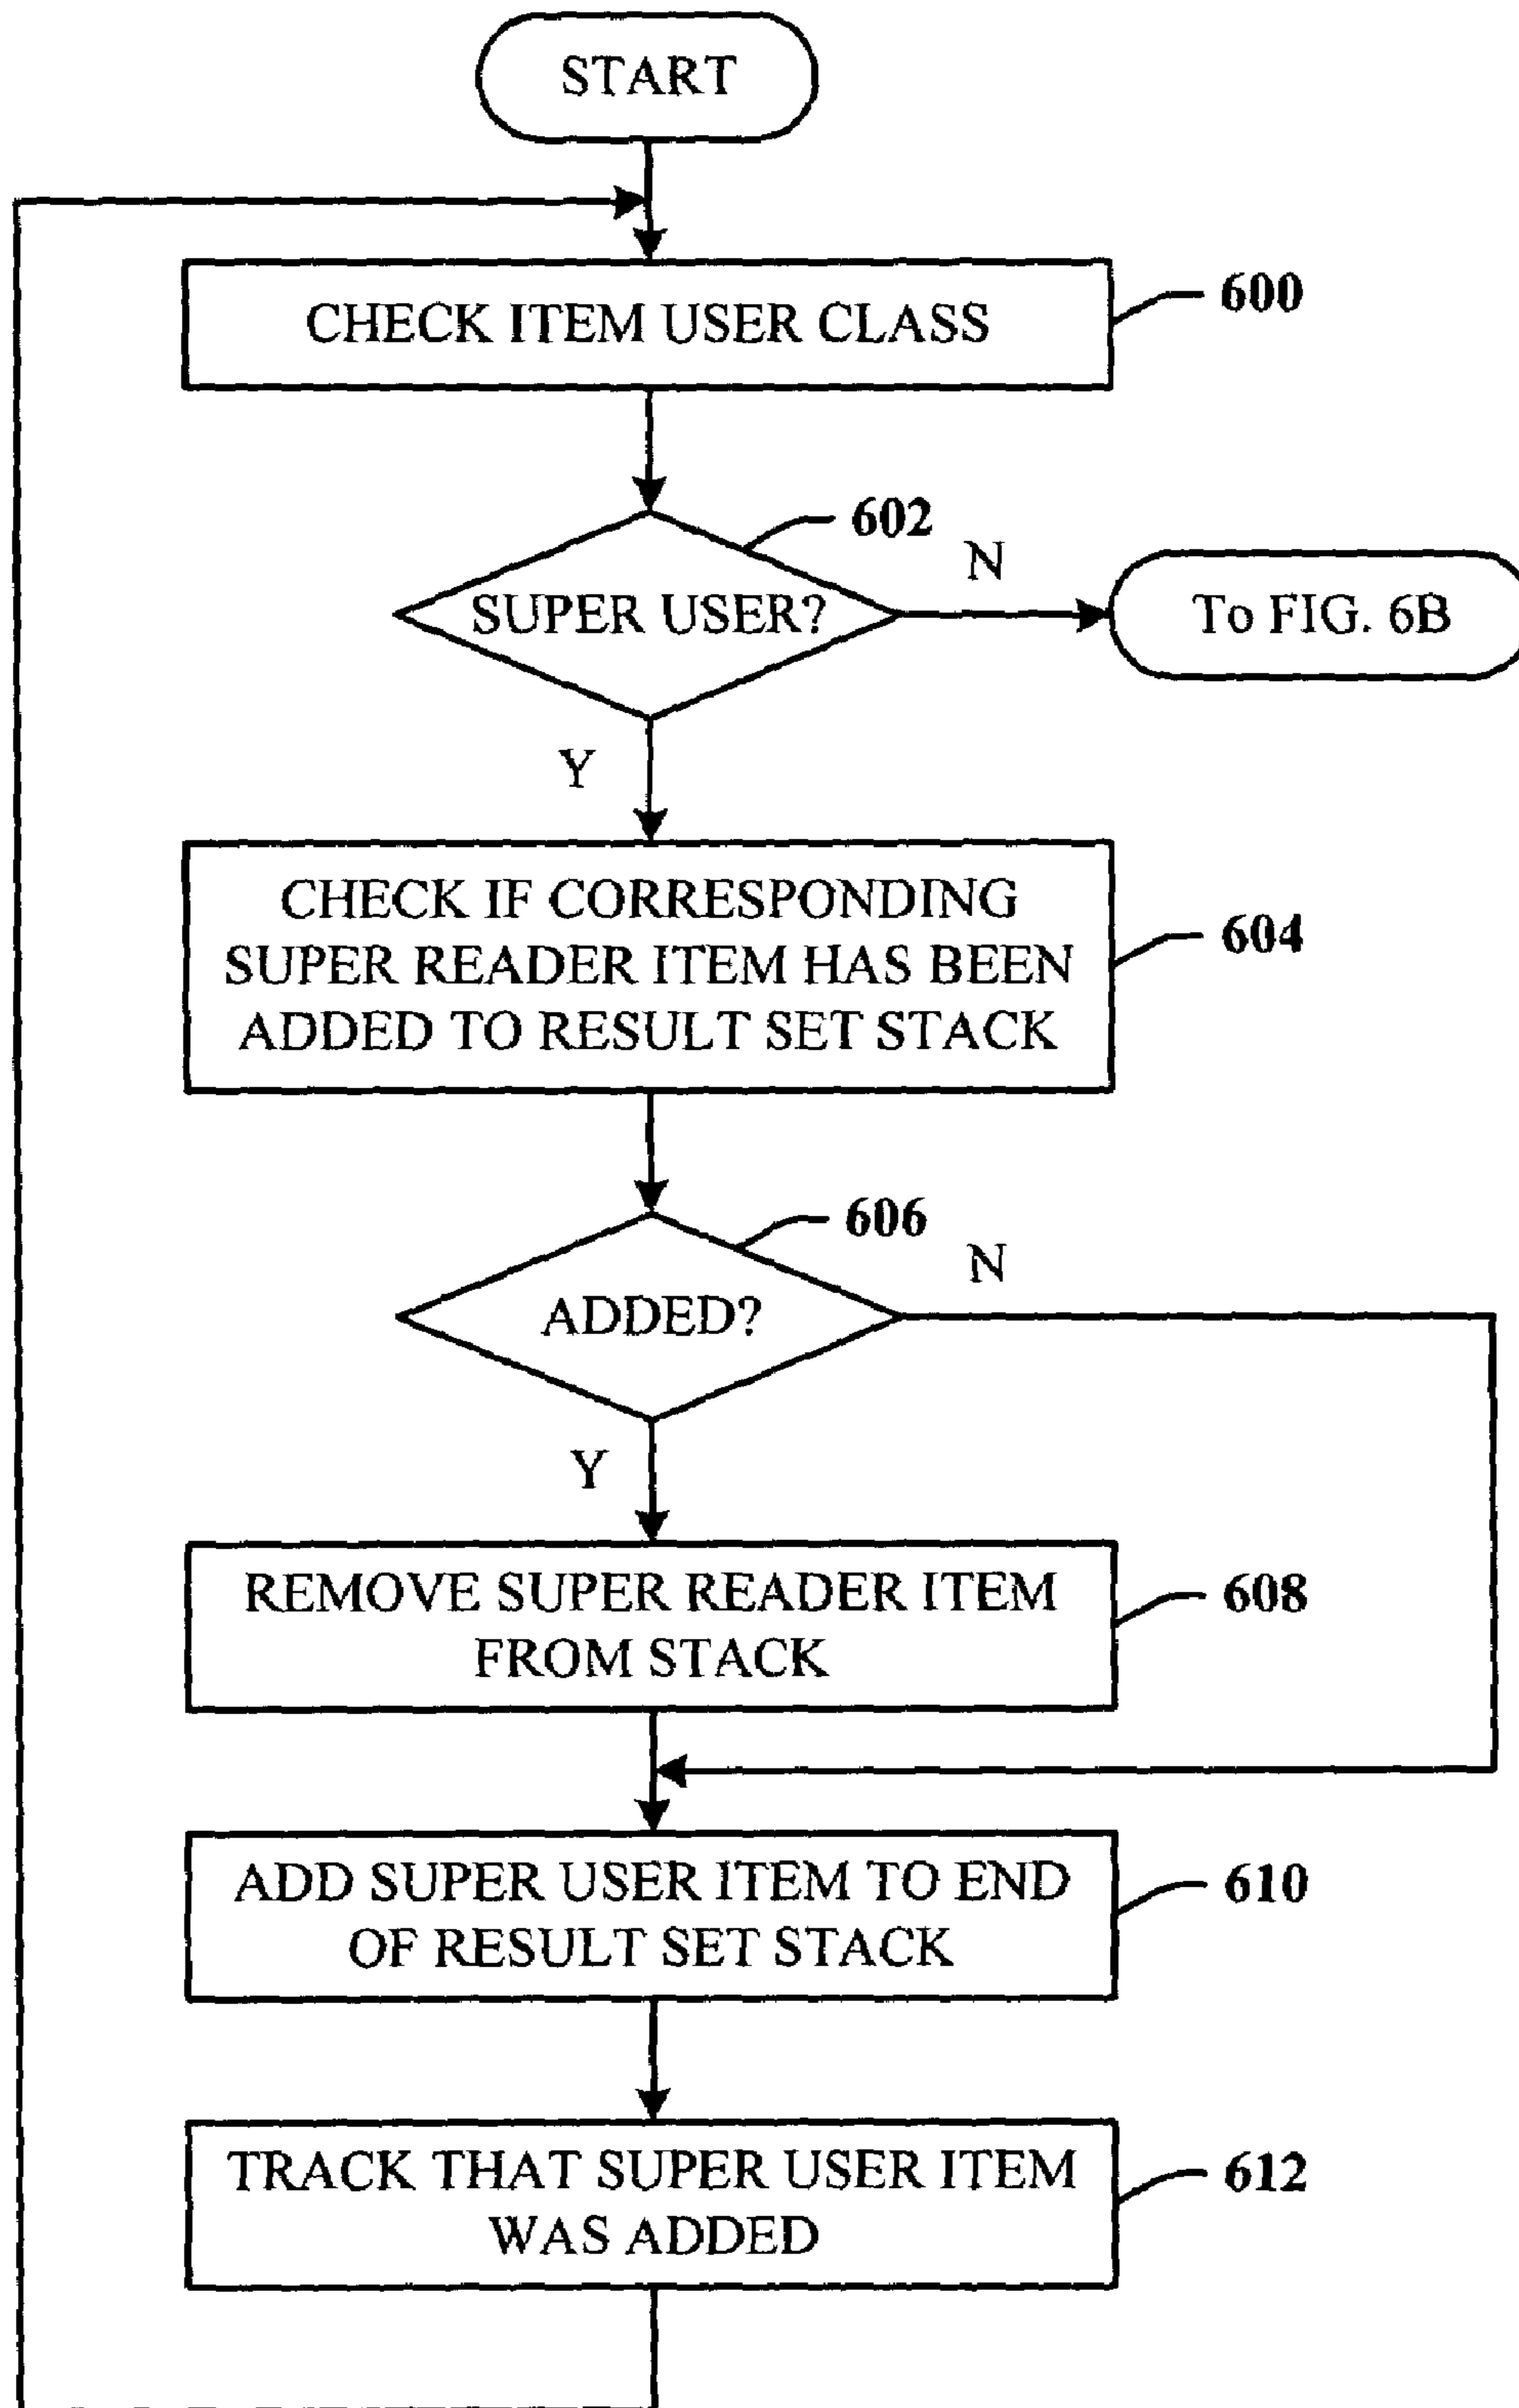 START
CHECK ITEM USER CLASS
600
602
N
SUPER USER?
To FIG. 6B
Y
CHECK IF CORRESPONDING
SUPER READER ITEM HAS BEEN
ADDED TO RESULT SET STACK
604
606
N
ADDED?
Y
REMOVE SUPER READER ITEM
FROM STACK
608
ADD SUPER USER ITEM TO END
OF RESULT SET STACK
610
TRACK THAT SUPER USER ITEM
WAS ADDED
612